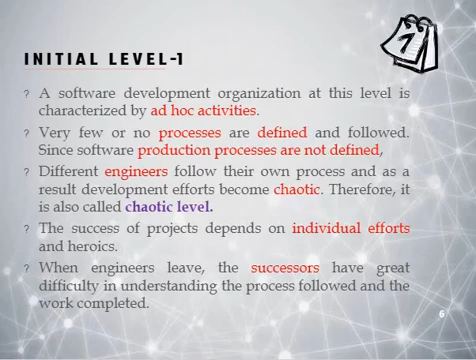 INITIAL LEVEL-1
7
? A software development organization at this level is
characterized by ad hoc activities.
? Very few or no processes are defined and followed.
Since software production processes are not defined,
? Different engineers follow their own process and as a
result development efforts become chaotic. Therefore, it
is also called chaotic level.
? The success of projects depends on individual efforts
and heroics.
? When engineers leave, the successors have great
difficulty in understanding the process followed and the
work completed.
6